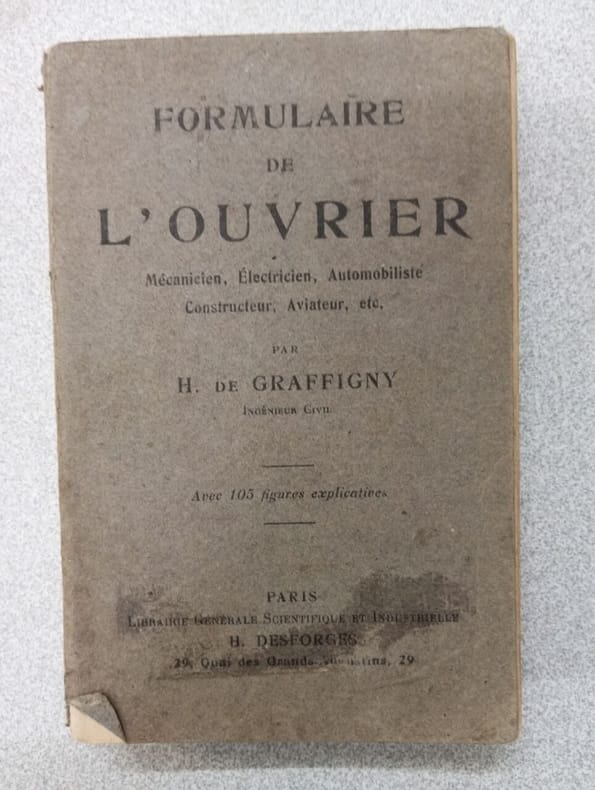 FORMULAIRE
DE
L'OUVRIER
Mécanicien, Électricien, Automobiliste
Constructeur, Aviateur, etc.
PAR
H. DE GRAFFIGNY
INGÉNIEUR CIVIL
Avec 105 figures explicatives
PARIS
LIBRAIRIE GÉNÉRALE SCIENTIFIQUE ET INDUSTRIELLE
H. DESFORGES
29, Quai des Grands-Augustins, 29